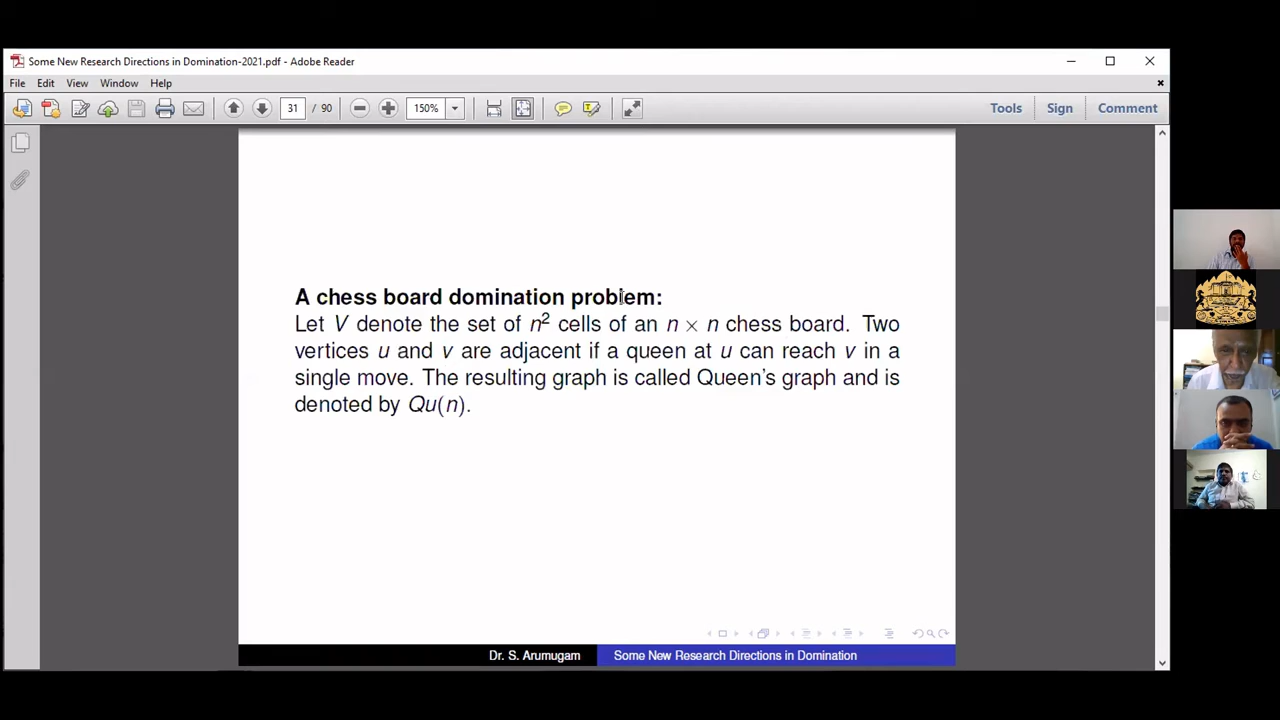 Some New Research Directions in Domination-2021.pdf - Adobe Reader
File Edit View Window Help
31 / 90 150% Tools Sign Comment
A chess board domination problem:
Let V denote the set of n² cells of an n × n chess board. Two
vertices u and v are adjacent if a queen at u can reach v in a
single move. The resulting graph is called Queen's graph and is
denoted by Qu(n).
Dr. S. Arumugam Some New Research Directions in Domination